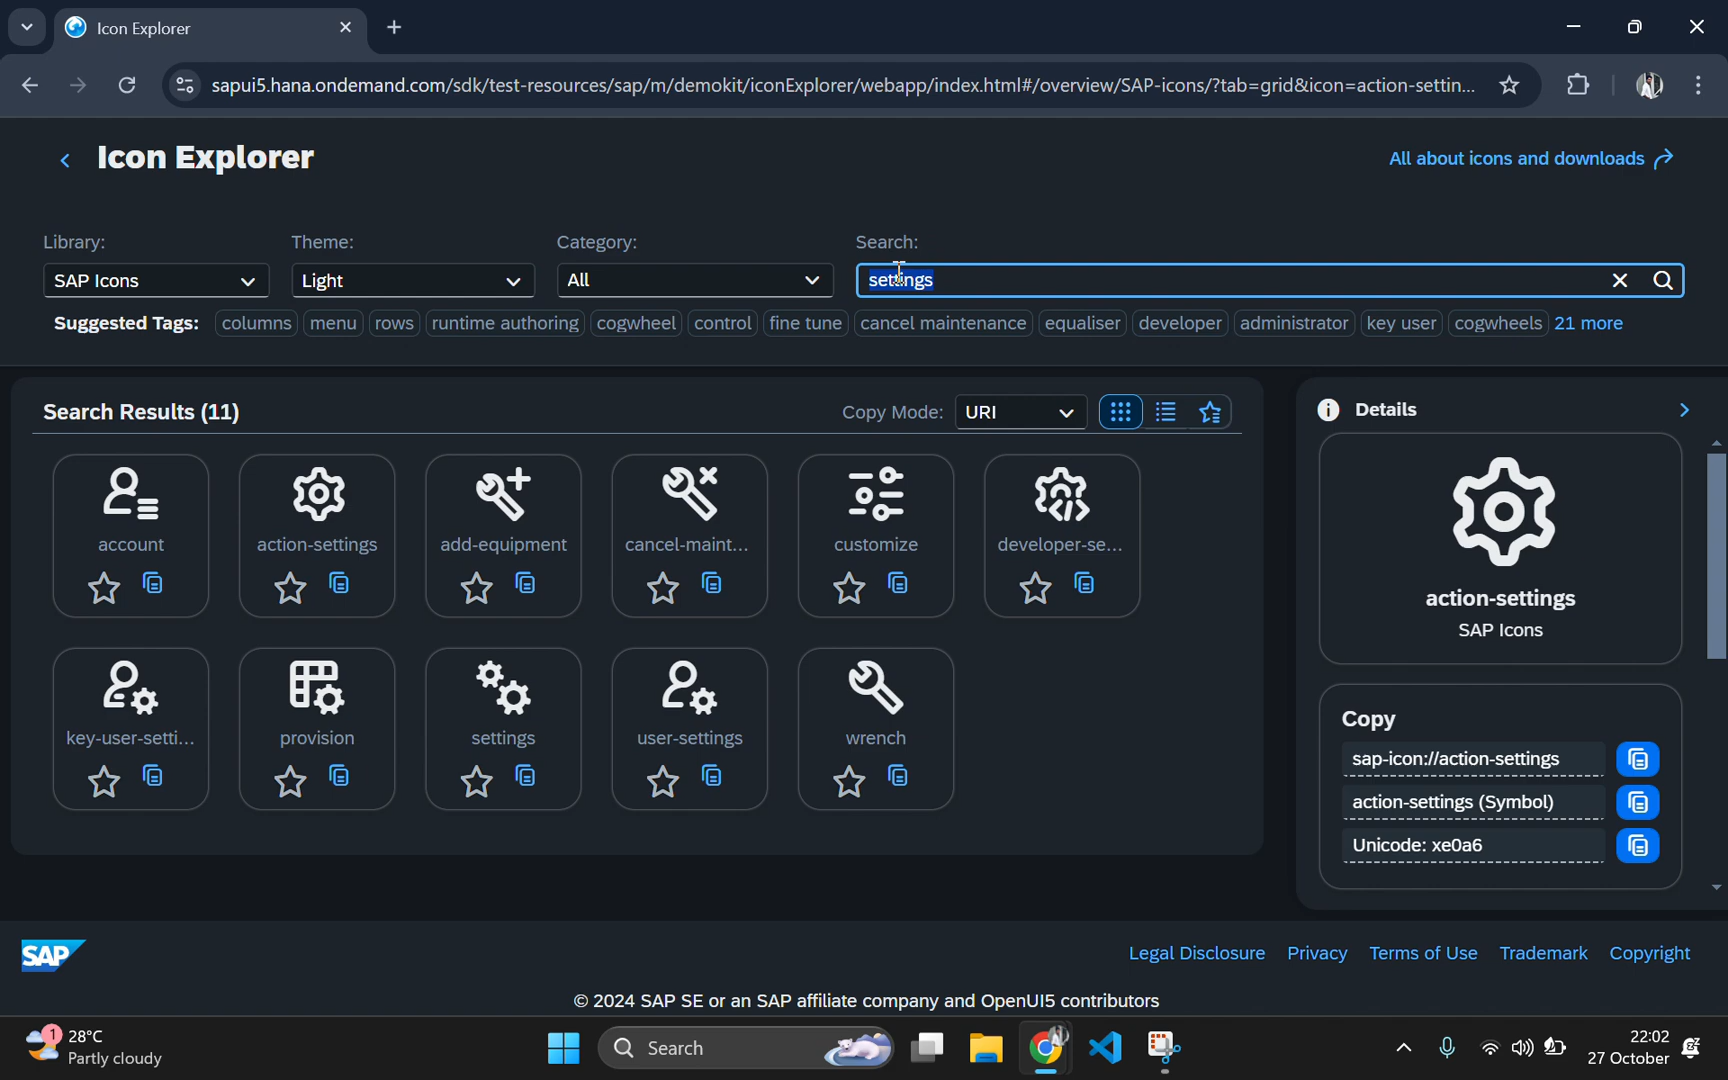 Icon Explorer
sapui5.hana.ondemand.com/sdk/test-resources/sap/m/demokit/iconExplorer/webapp/index.html#/overview/SAP-icons/?tab=grid&icon=action-settin...
Icon Explorer
All about icons and downloads
Library:
Theme:
Category:
Search:
SAP Icons
Light
All
settings
Suggested Tags: columns menu rows runtime authoring cogwheel control fine tune cancel maintenance equaliser developer administrator key user cogwheels 21 more
Search Results (11)
Copy Mode: URI
Details
account
action-settings
add-equipment
cancel-maint...
customize
developer-se...
key-user-setti...
provision
settings
user-settings
wrench
action-settings
SAP Icons
Copy
sap-icon://action-settings
action-settings (Symbol)
Unicode: xe0a6
SAP
Legal Disclosure Privacy Terms of Use Trademark Copyright
© 2024 SAP SE or an SAP affiliate company and OpenUI5 contributors
1
28°C
Partly cloudy
Search
22:02
27 October